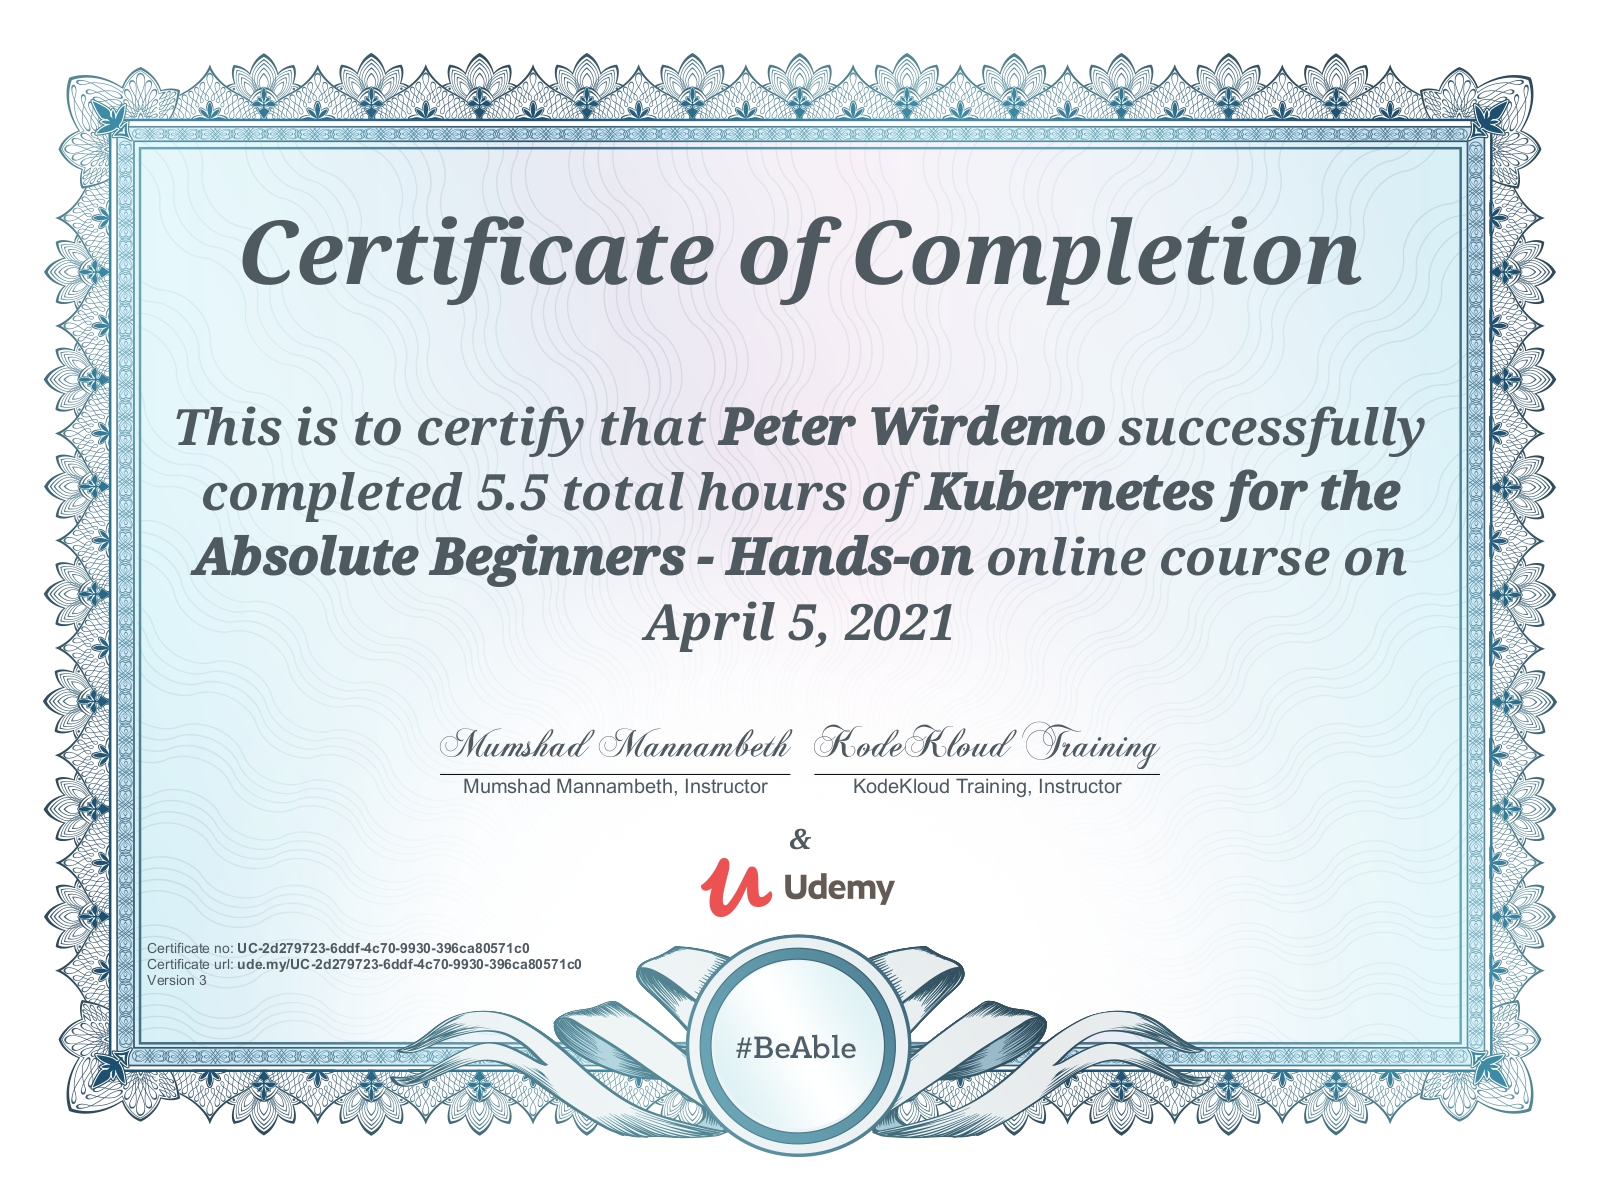 Certificate of Completion
This is to certify that Peter Wirdemo successfully
completed 5.5 total hours of Kubernetes for the
Absolute Beginners - Hands-on online course on
April 5, 2021
Mumshad Mannambeth KodeKloud Training
Mumshad Mannambeth, Instructor KodeKloud Training, Instructor
&
Udemy
Certificate no: UC-2d279723-6ddf-4c70-9930-396ca80571c0
Certificate url: ude.my/UC-2d279723-6ddf-4c70-9930-396ca80571c0
Version 3
#BeAble